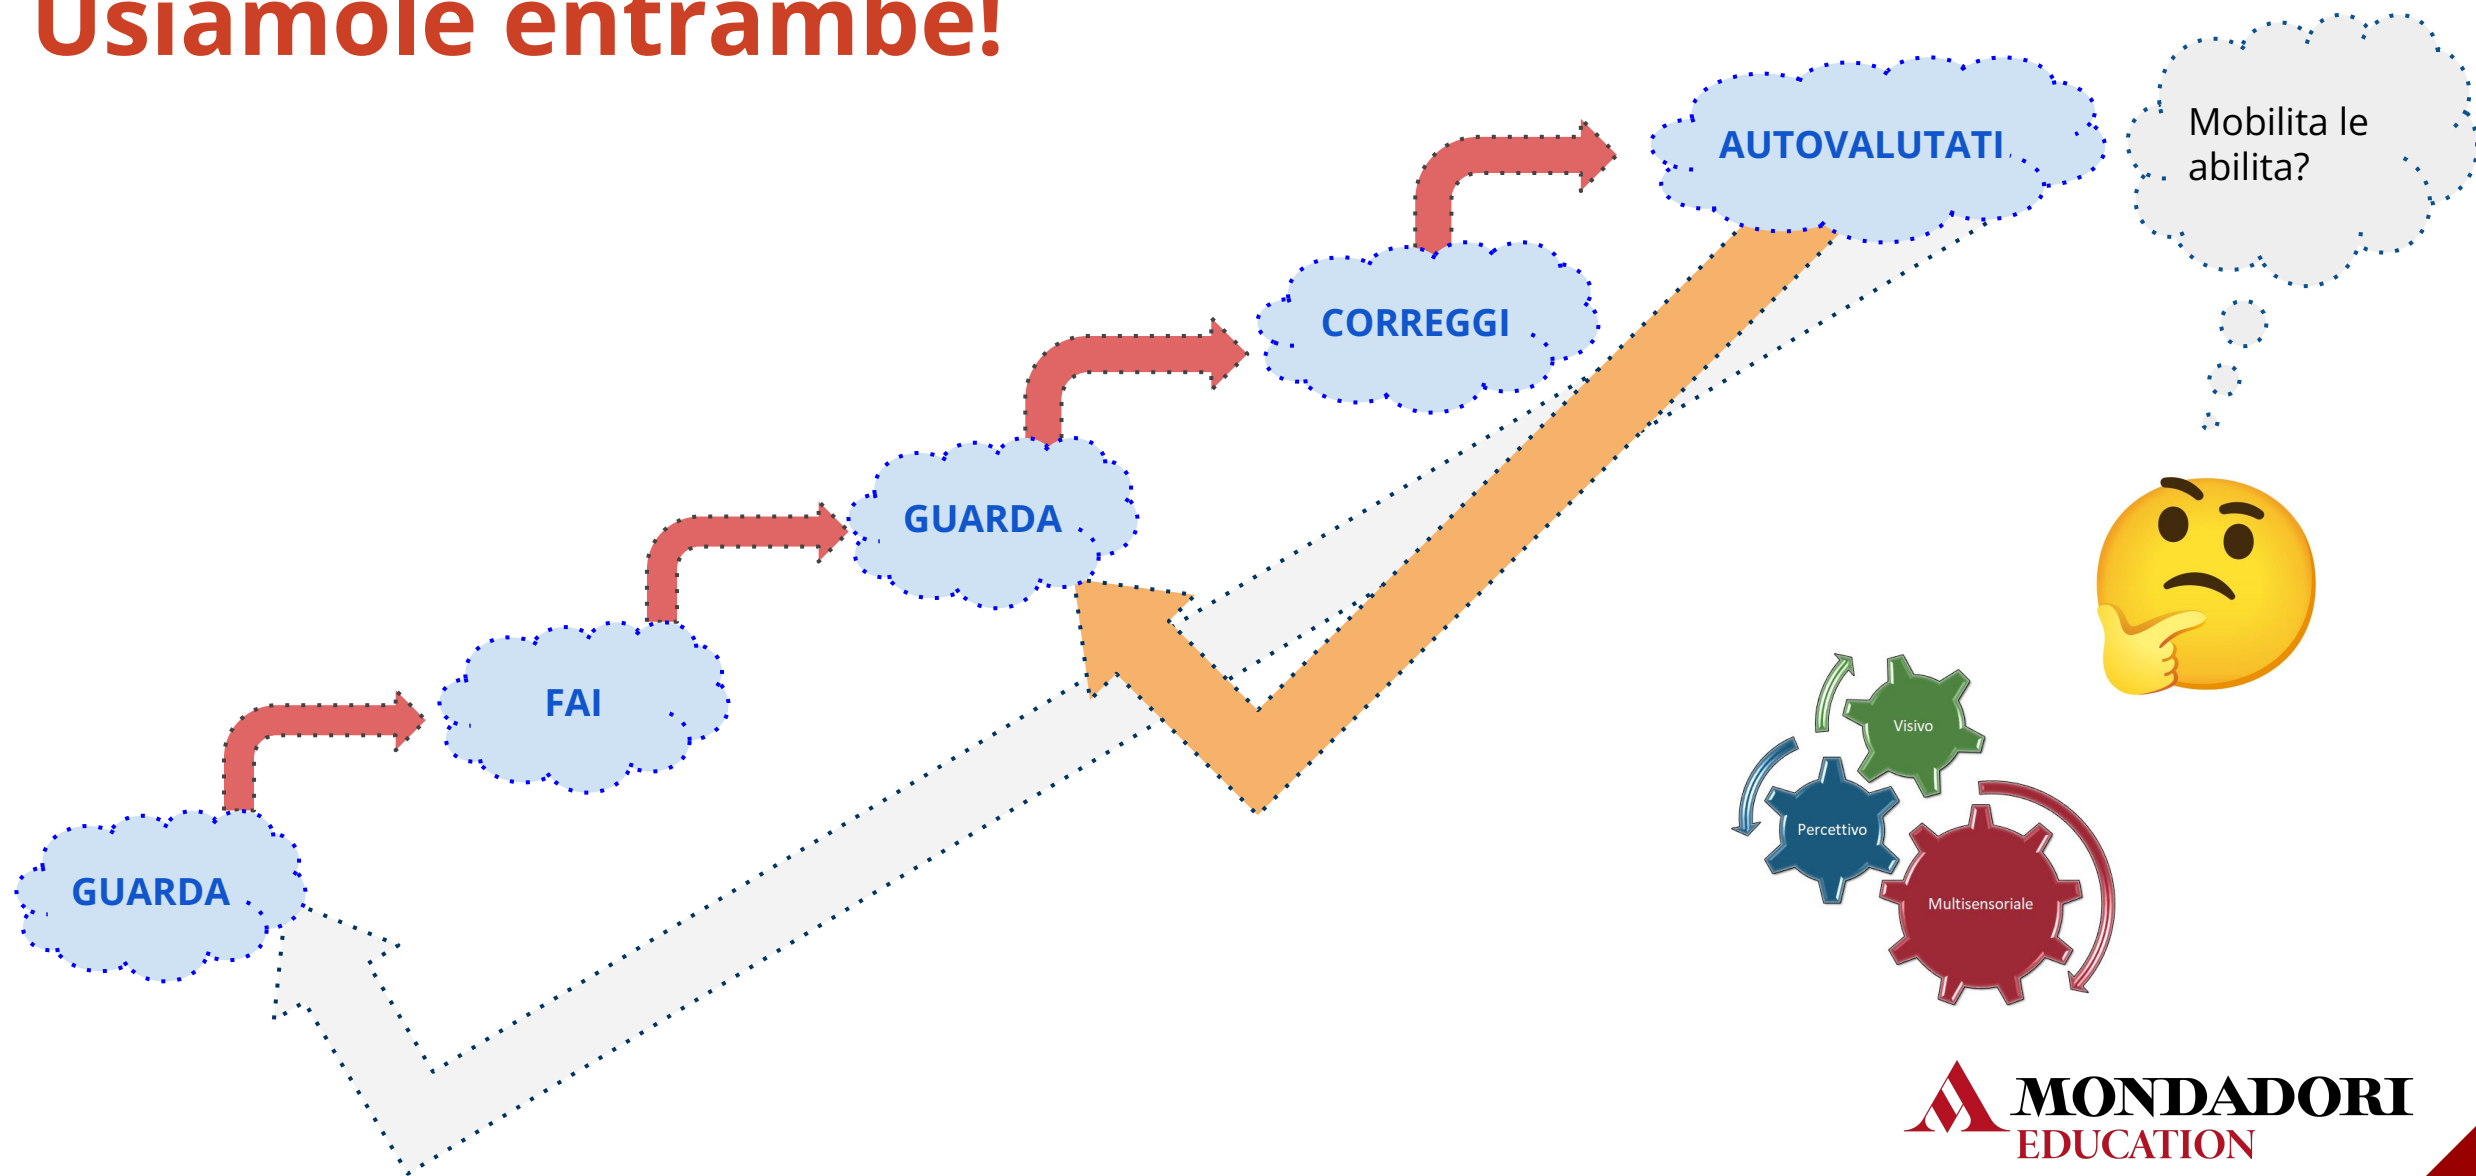 Usiamole entrambe!
AUTOVALUTATI
Mobilita le
abilita?
CORREGGI
GUARDA
FAI
GUARDA
Visivo
Percettivo
Multisensoriale
MONDADORI
EDUCATION